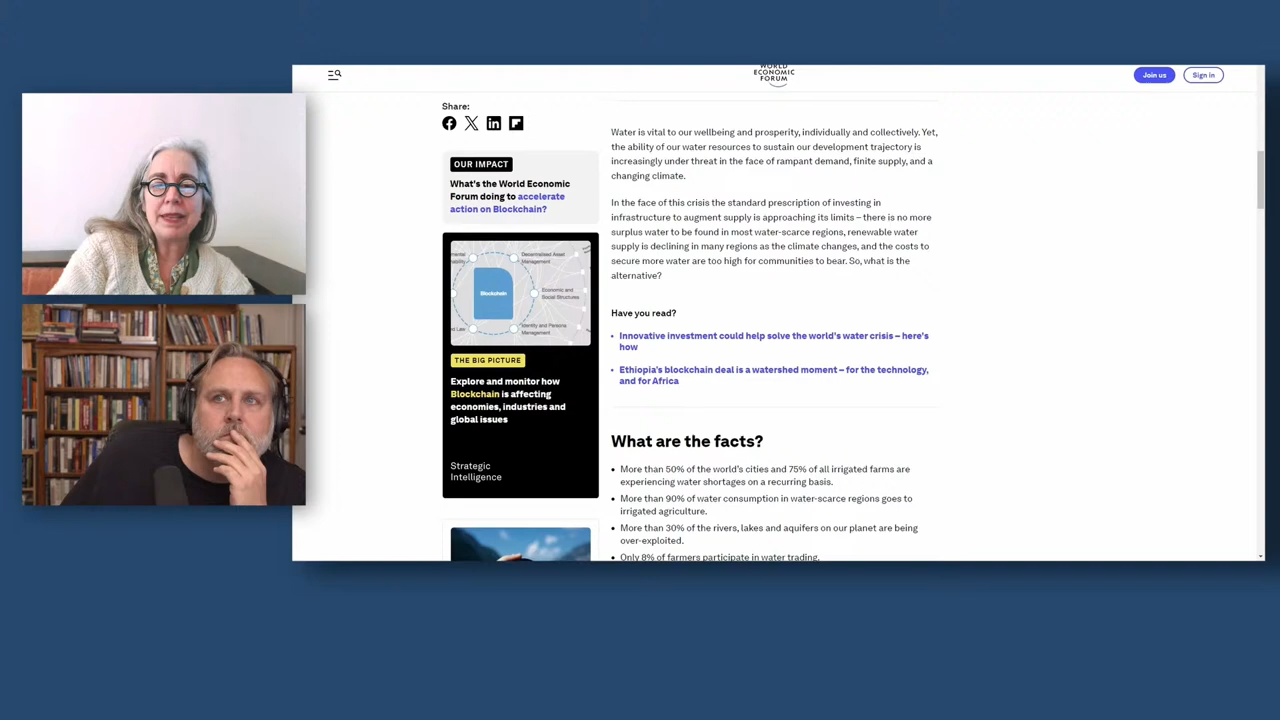 WORLD
ECONOMIC
FORUM
Join us
Sign in
Share:
OUR IMPACT
What's the World Economic
Forum doing to accelerate
action on Blockchain?
Decentralised Asset
Management
Blockchain
Economic and
Social Structures
Identity and Persona
Management
THE BIG PICTURE
Explore and monitor how
Blockchain is affecting
economies, industries and
global issues
Strategic
Intelligence
Water is vital to our wellbeing and prosperity, individually and collectively. Yet,
the ability of our water resources to sustain our development trajectory is
increasingly under threat in the face of rampant demand, finite supply, and a
changing climate.
In the face of this crisis the standard prescription of investing in
infrastructure to augment supply is approaching its limits – there is no more
surplus water to be found in most water-scarce regions, renewable water
supply is declining in many regions as the climate changes, and the costs to
secure more water are too high for communities to bear. So, what is the
alternative?
Have you read?
• Innovative investment could help solve the world's water crisis – here's
how
• Ethiopia's blockchain deal is a watershed moment – for the technology,
and for Africa
What are the facts?
• More than 50% of the world's cities and 75% of all irrigated farms are
experiencing water shortages on a recurring basis.
• More than 90% of water consumption in water-scarce regions goes to
irrigated agriculture.
• More than 30% of the rivers, lakes and aquifers on our planet are being
over-exploited.
• Only 8% of farmers participate in water trading.